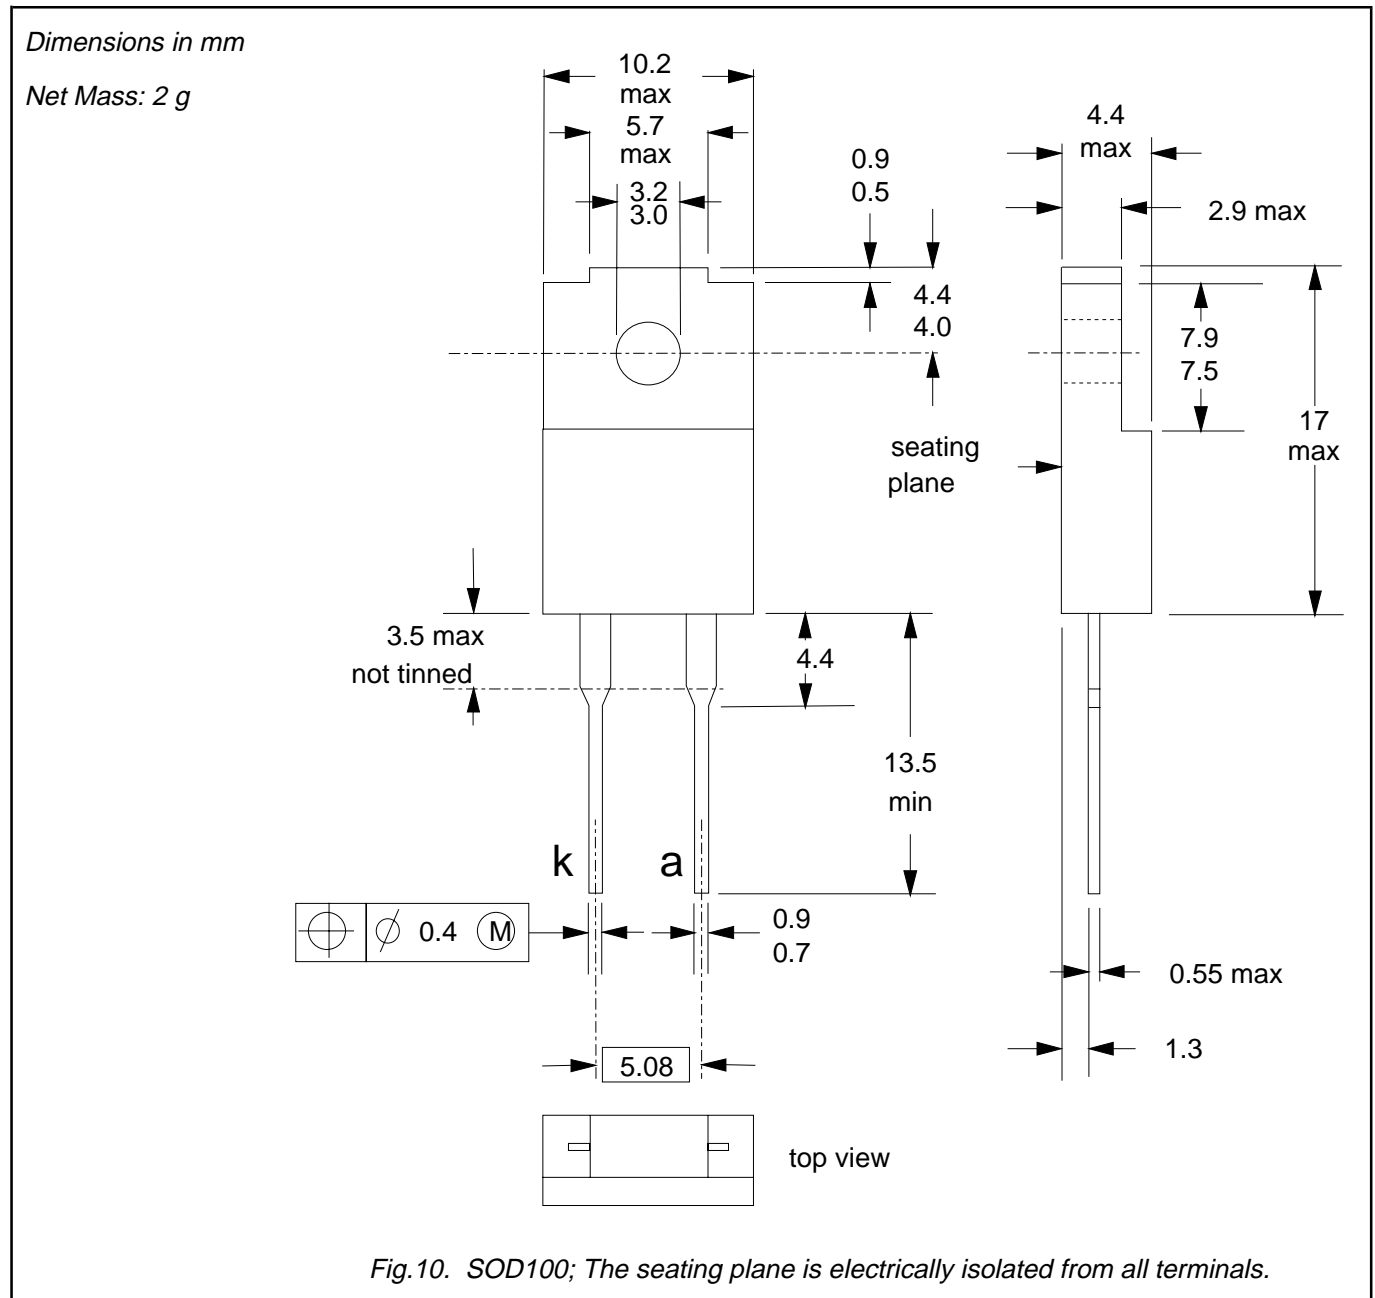 Dimensions in mm
Net Mass: 2 g
10.2
max
5.7
max
3.2
3.0
0.9
0.5
4.4
4.0
4.4
max
2.9 max
7.9
7.5
17
max
seating
plane
3.5 max
not tinned
4.4
13.5
min
k
a
0.4
M
0.9
0.7
0.55 max
1.3
5.08
top view
Fig.10. SOD100; The seating plane is electrically isolated from all terminals.